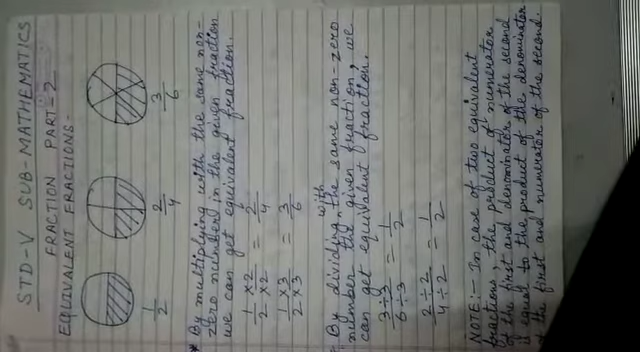 STD-V SUB-MATHEMATICS
FRACTION PART-2
EQUIVALENT FRACTIONS-
1/2 2/4 3/6
* By multiplying with the same non-
zero number in the given fraction
we can get equivalent fraction.
1/2 × 2/2 = 2/4
1/2 × 3/3 = 3/6
By dividing with the same non-zero
number the given fraction, we
can get equivalent fraction.
3÷3/6÷3 = 1/2
2÷2/4÷2 = 1/2
NOTE:- In case of two equivalent
fractions, the product of numerator
of the first and denominator of the second
is equal to the product of the denominator
of the first and numerator of the second.